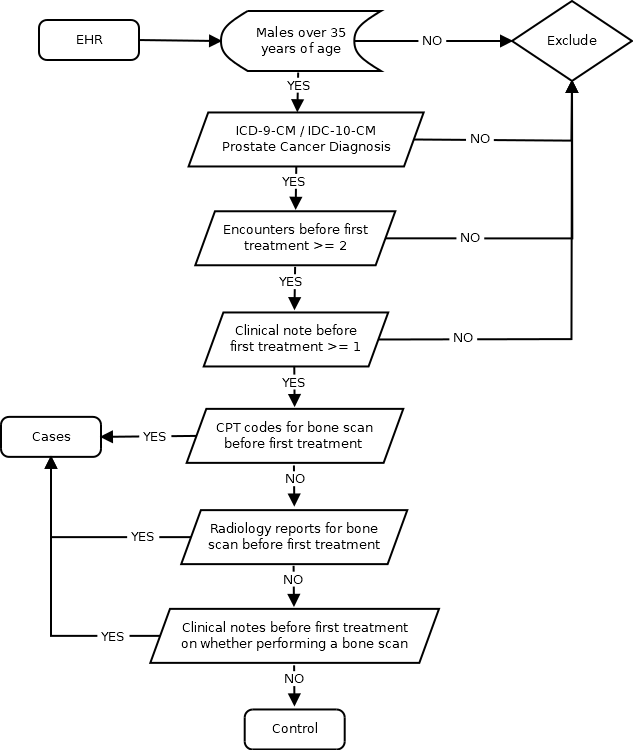 EHR
Males over 35
years of age
NO
Exclude
YES
ICD-9-CM / IDC-10-CM
Prostate Cancer Diagnosis
NO
YES
Encounters before first
treatment >= 2
NO
YES
Clinical note before
first treatment >= 1
NO
YES
CPT codes for bone scan
before first treatment
YES
Cases
NO
Radiology reports for bone
scan before first treatment
YES
NO
Clinical notes before first treatment
on whether performing a bone scan
YES
NO
Control